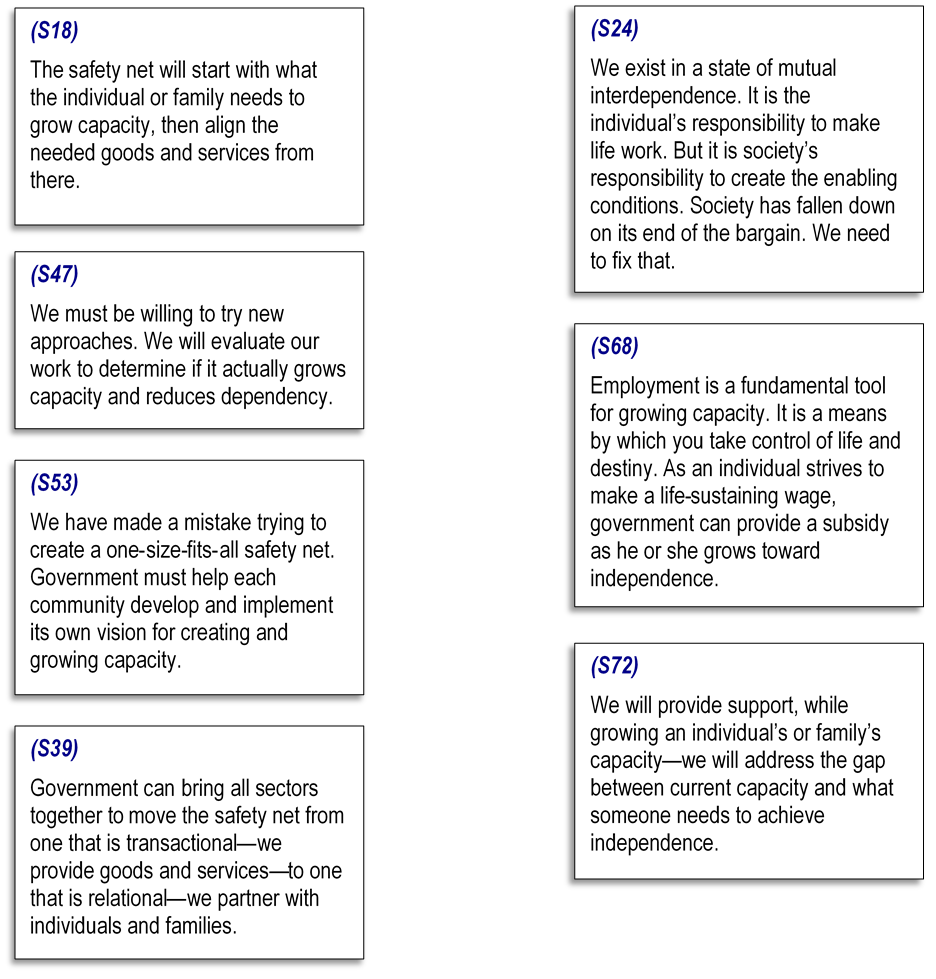 (S18)
The safety net will start with what
the individual or family needs to
grow capacity, then align the
needed goods and services from
there.
(S47)
We must be willing to try new
approaches. We will evaluate our
work to determine if it actually grows
capacity and reduces dependency.
(S53)
We have made a mistake trying to
create a one-size-fits-all safety net.
Government must help each
community develop and implement
its own vision for creating and
growing capacity.
(S39)
Government can bring all sectors
together to move the safety net from
one that is transactional—we
provide goods and services—to one
that is relational—we partner with
individuals and families.
(S24)
We exist in a state of mutual
interdependence. It is the
individual’s responsibility to make
life work. But it is society’s
responsibility to create the enabling
conditions. Society has fallen down
on its end of the bargain. We need
to fix that.
(S68)
Employment is a fundamental tool
for growing capacity. It is a means
by which you take control of life and
destiny. As an individual strives to
make a life-sustaining wage,
government can provide a subsidy
as he or she grows toward
independence.
(S72)
We will provide support, while
growing an individual’s or family’s
capacity—we will address the gap
between current capacity and what
someone needs to achieve
independence.